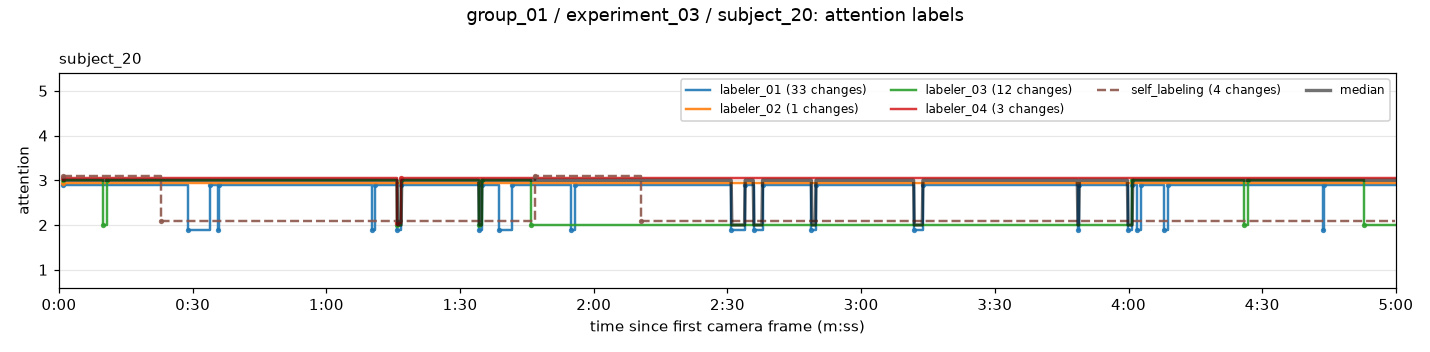 group_01 / experiment_03 / subject_20: attention labels
subject_20
labeler_01 (33 changes)
labeler_02 (1 changes)
labeler_03 (12 changes)
labeler_04 (3 changes)
self_labeling (4 changes)
median
attention
5
4
3
2
1
0:00 0:30 1:00 1:30 2:00 2:30 3:00 3:30 4:00 4:30 5:00
time since first camera frame (m:ss)